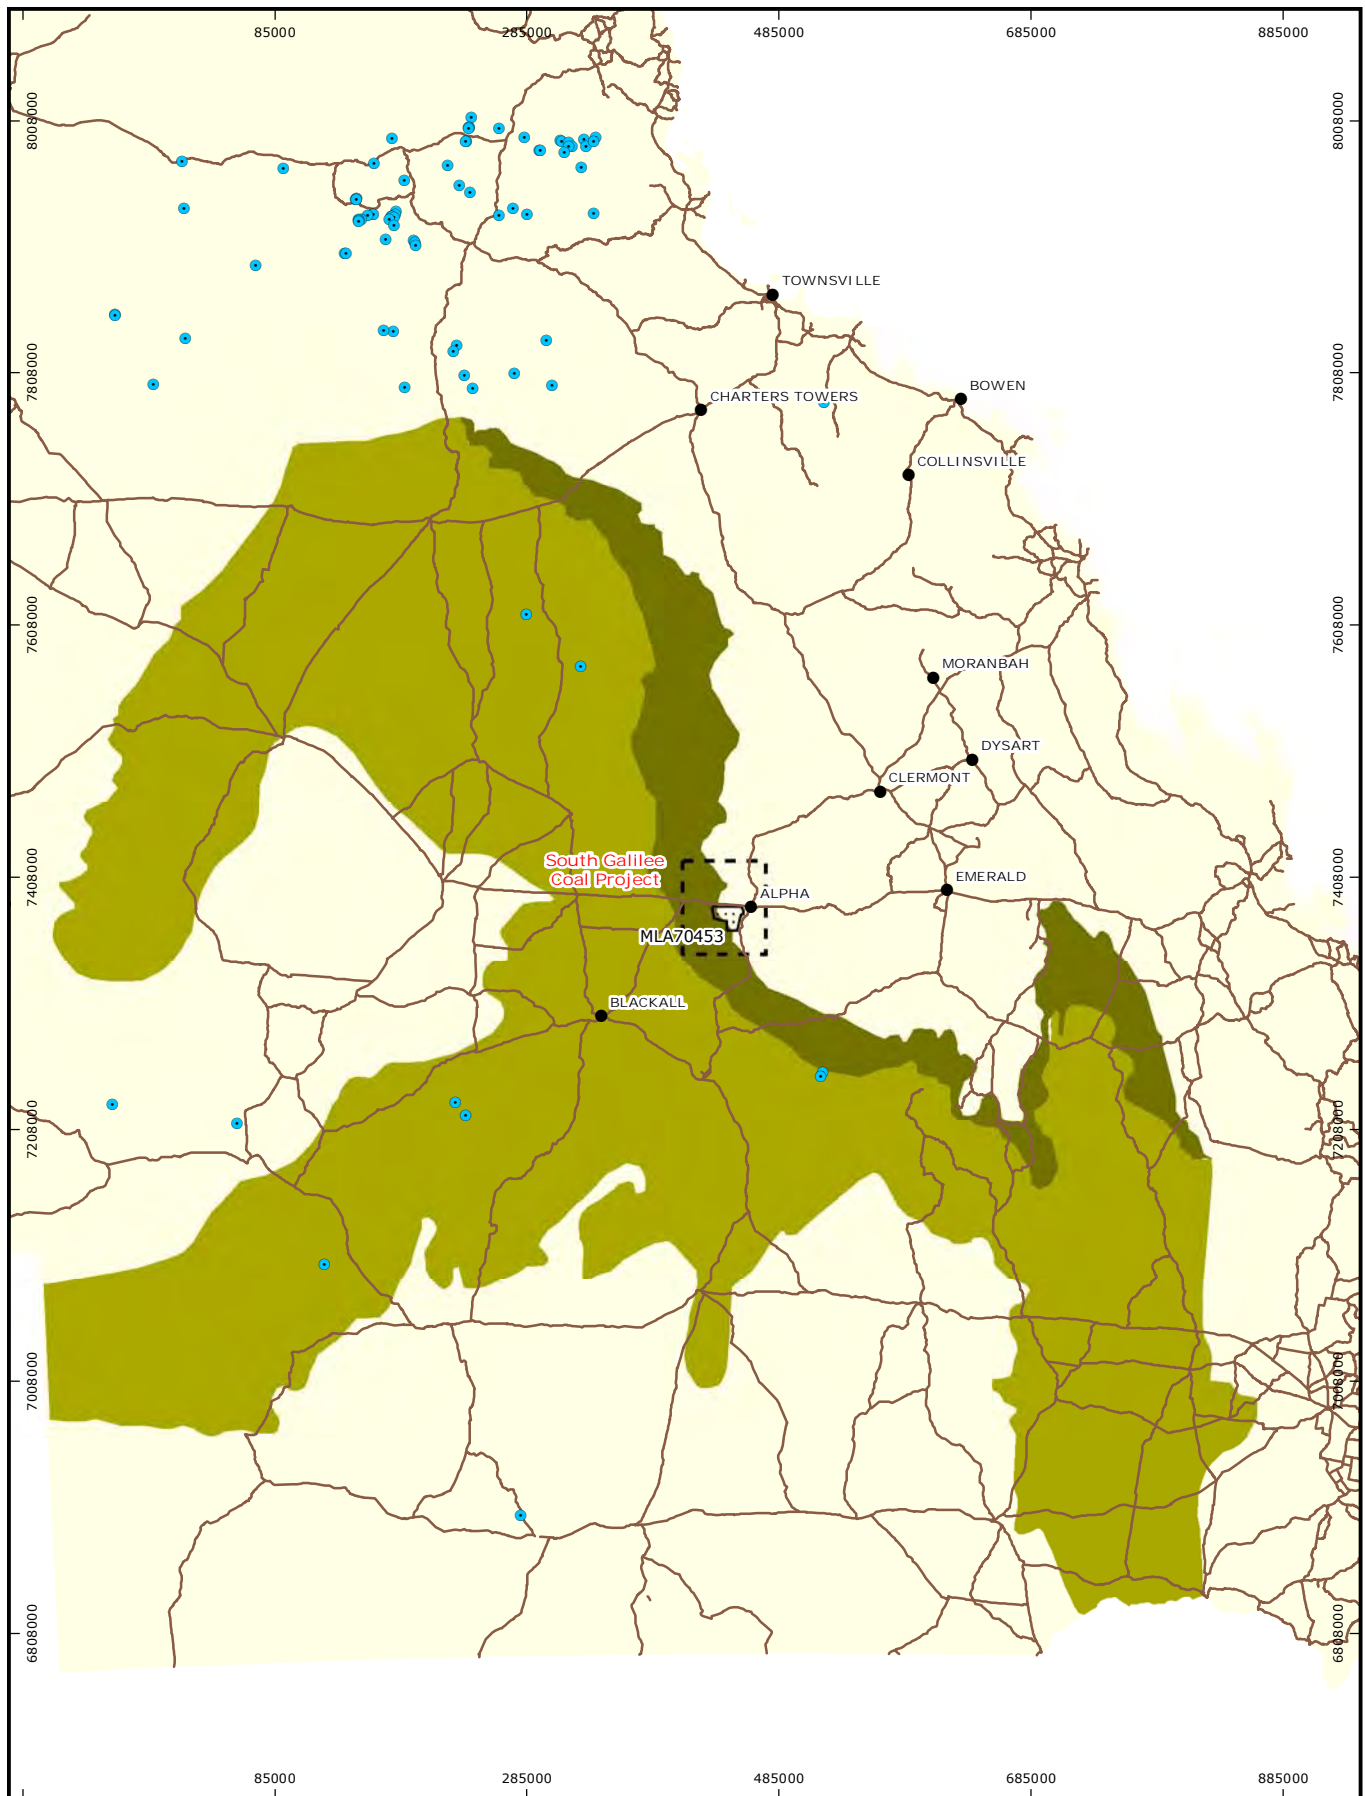 85000
285000
485000
685000
885000
8008000
8008000
TOWNSVILLE
7808000
7808000
BOWEN
CHARTERS TOWERS
COLLINSVILLE
7608000
7608000
MORANBAH
DYSART
CLERMONT
South Galilee
Coal Project
7408000
7408000
EMERALD
ALPHA
MLA70453
BLACKALL
7208000
7208000
7008000
7008000
6808000
6808000
85000
285000
485000
685000
885000